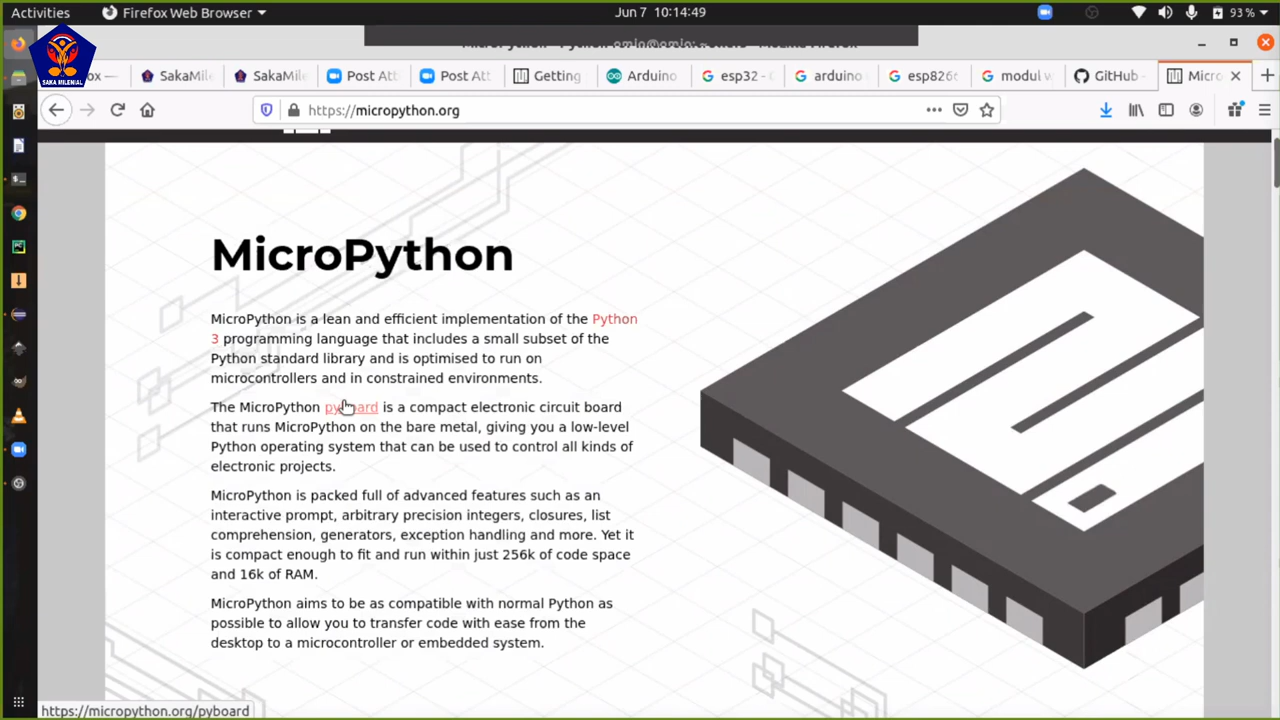 Activities
Firefox Web Browser
Jun 7 10:14:49
93 %
SAKA MILENIAL
SakaMile
SakaMile
Post Att
Post Att
Getting
Arduino
esp32
arduino
esp826
modul w
GitHub
Micro
https://micropython.org
MicroPython
MicroPython is a lean and efficient implementation of the Python
3 programming language that includes a small subset of the
Python standard library and is optimised to run on
microcontrollers and in constrained environments.
The MicroPython pyboard is a compact electronic circuit board
that runs MicroPython on the bare metal, giving you a low-level
Python operating system that can be used to control all kinds of
electronic projects.
MicroPython is packed full of advanced features such as an
interactive prompt, arbitrary precision integers, closures, list
comprehension, generators, exception handling and more. Yet it
is compact enough to fit and run within just 256k of code space
and 16k of RAM.
MicroPython aims to be as compatible with normal Python as
possible to allow you to transfer code with ease from the
desktop to a microcontroller or embedded system.
https://micropython.org/pyboard